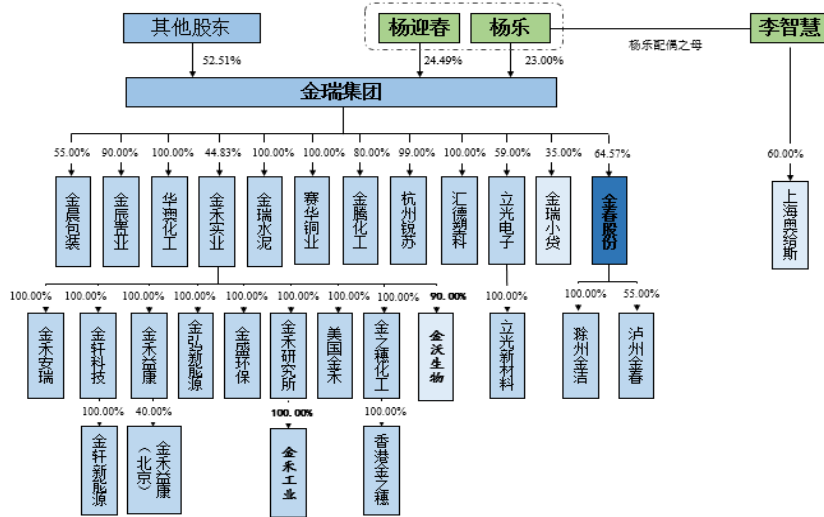 其他股东
杨迎春
杨乐
李智慧
杨乐配偶之母
52.51%
24.49%
23.00%
金瑞集团
55.00%
90.00%
100.00%
44.83%
100.00%
100.00%
80.00%
99.00%
100.00%
59.00%
35.00%
64.57%
60.00%
金晨包装
金辰置业
华澳化工
金禾实业
金瑞水泥
赛华铜业
金腾化工
杭州锐苏
汇德塑料
立光电子
金瑞小贷
金春股份
上海奥给斯
100.00%
100.00%
100.00%
100.00%
100.00%
100.00%
100.00%
100.00%
90.00%
100.00%
100.00%
55.00%
金禾安瑞
金轩科技
金禾益康
金弘新能源
金盛环保
金禾研究所
美国金禾
金之穗化工
金沃生物
立光新材料
滁州金洁
泸州金春
100.00%
40.00%
100.00%
100.00%
金轩新能源
金禾益康
（北京）
金禾工业
香港金之穗